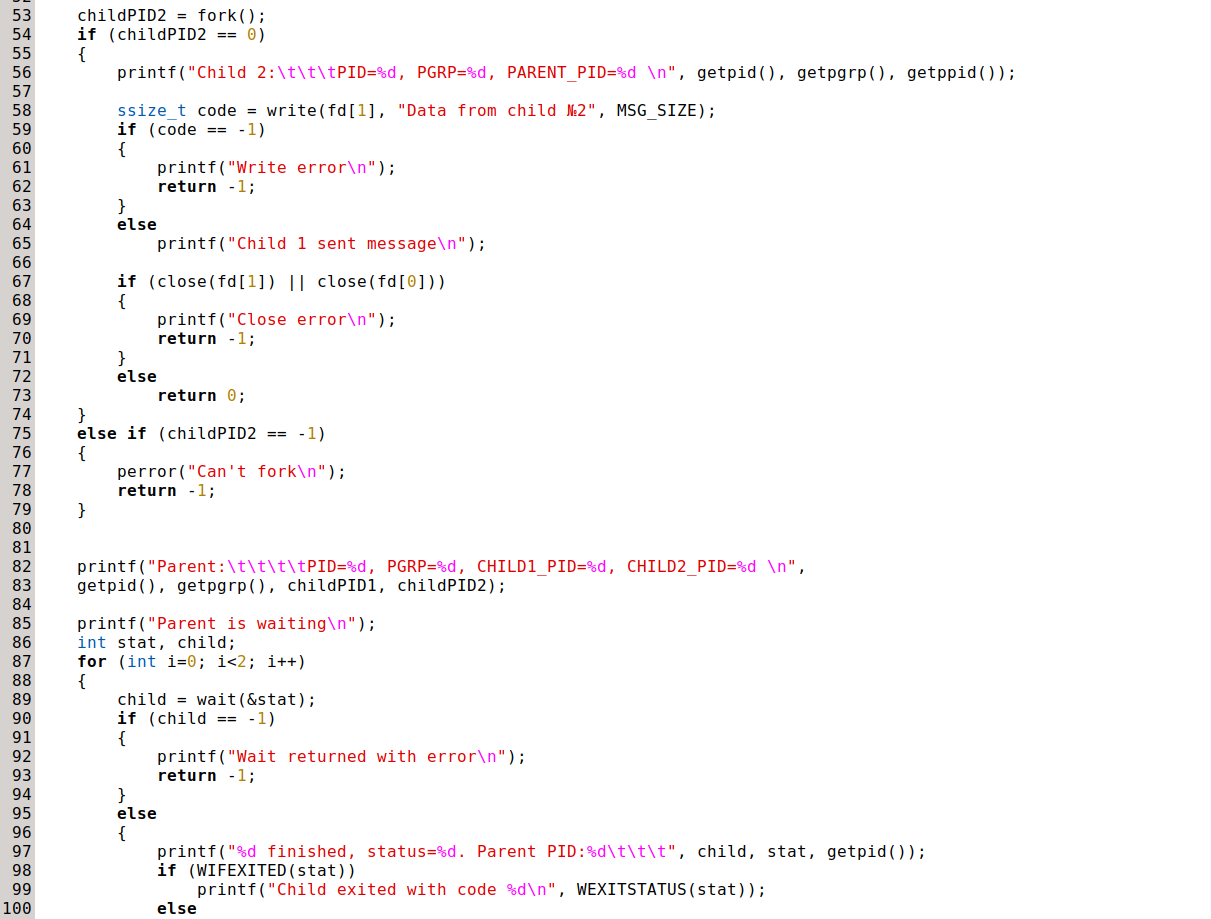 53 childPID2 = fork();
54 if (childPID2 == 0)
55 {
56 printf("Child 2:\t\t\tPID=%d, PGRP=%d, PARENT_PID=%d \n", getpid(), getpgrp(), getppid());
57
58 ssize_t code = write(fd[1], "Data from child №2", MSG_SIZE);
59 if (code == -1)
60 {
61 printf("Write error\n");
62 return -1;
63 }
64 else
65 printf("Child 1 sent message\n");
66
67 if (close(fd[1]) || close(fd[0]))
68 {
69 printf("Close error\n");
70 return -1;
71 }
72 else
73 return 0;
74 }
75 else if (childPID2 == -1)
76 {
77 perror("Can't fork\n");
78 return -1;
79 }
80
81
82 printf("Parent:\t\t\t\tPID=%d, PGRP=%d, CHILD1_PID=%d, CHILD2_PID=%d \n",
83 getpid(), getpgrp(), childPID1, childPID2);
84
85 printf("Parent is waiting\n");
86 int stat, child;
87 for (int i=0; i<2; i++)
88 {
89 child = wait(&stat);
90 if (child == -1)
91 {
92 printf("Wait returned with error\n");
93 return -1;
94 }
95 else
96 {
97 printf("%d finished, status=%d. Parent PID:%d\t\t\t", child, stat, getpid());
98 if (WIFEXITED(stat))
99 printf("Child exited with code %d\n", WEXITSTATUS(stat));
100 else